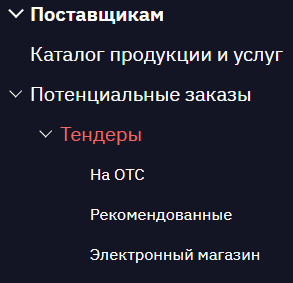 Поставщикам
Каталог продукции и услуг
Потенциальные заказы
Тендеры
На ОТС
Рекомендованные
Электронный магазин